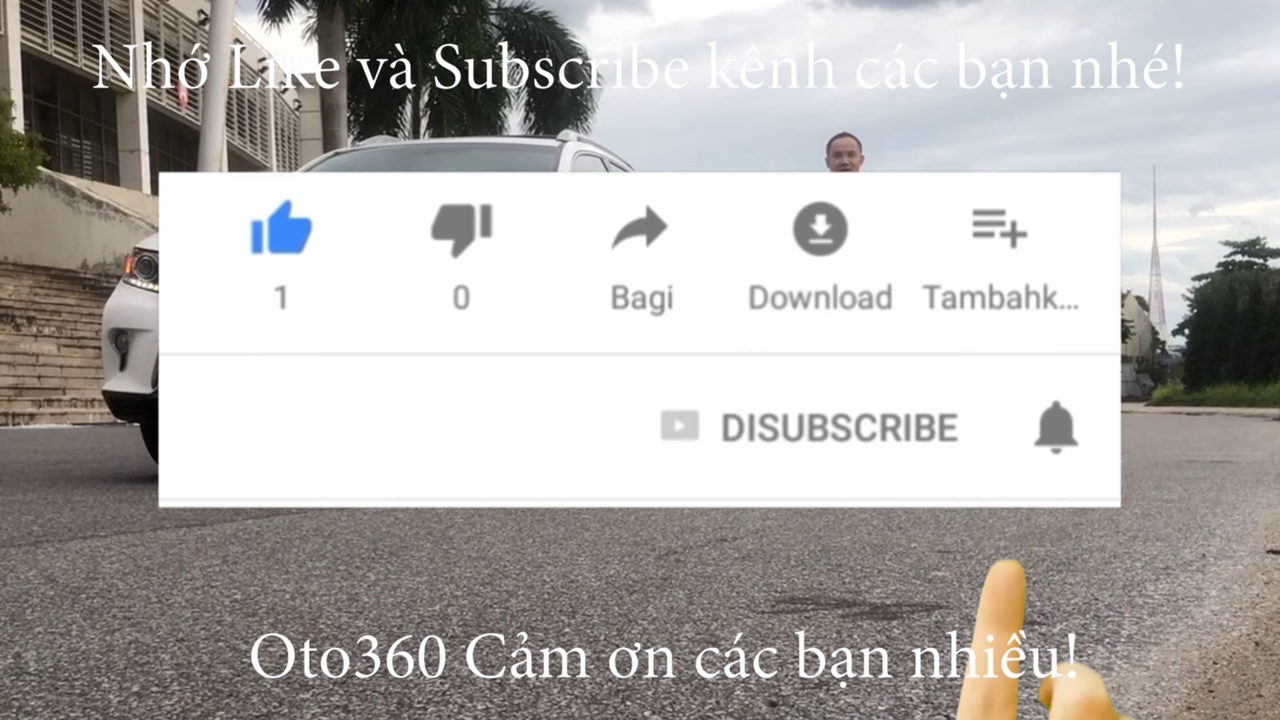 Nhớ Like và Subscribe kênh các bạn nhé!
1 0 Bagi Download Tambahk...
DISUBSCRIBE
Oto360 Cảm ơn các bạn nhiều!